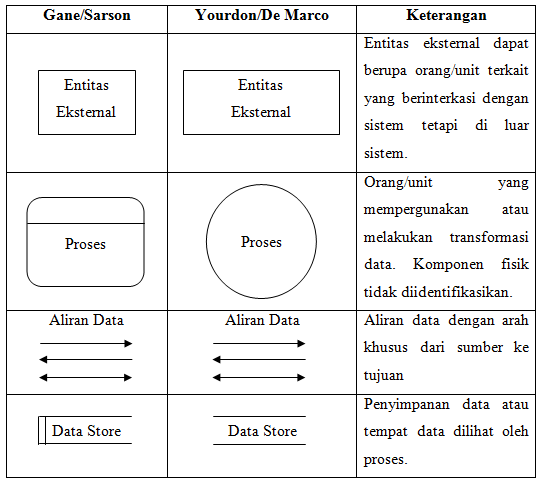 Gane/Sarson Yourdon/De Marco Keterangan
Entitas
Eksternal
Entitas
Eksternal
Entitas eksternal dapat
berupa orang/unit terkait
yang berinterkasi dengan
sistem tetapi di luar
sistem.
Proses
Proses
Orang/unit yang
mempergunakan atau
melakukan transformasi
data. Komponen fisik
tidak diidentifikasikan.
Aliran Data
Aliran Data
Aliran data dengan arah
khusus dari sumber ke
tujuan
Data Store
Data Store
Penyimpanan data atau
tempat data dilihat oleh
proses.